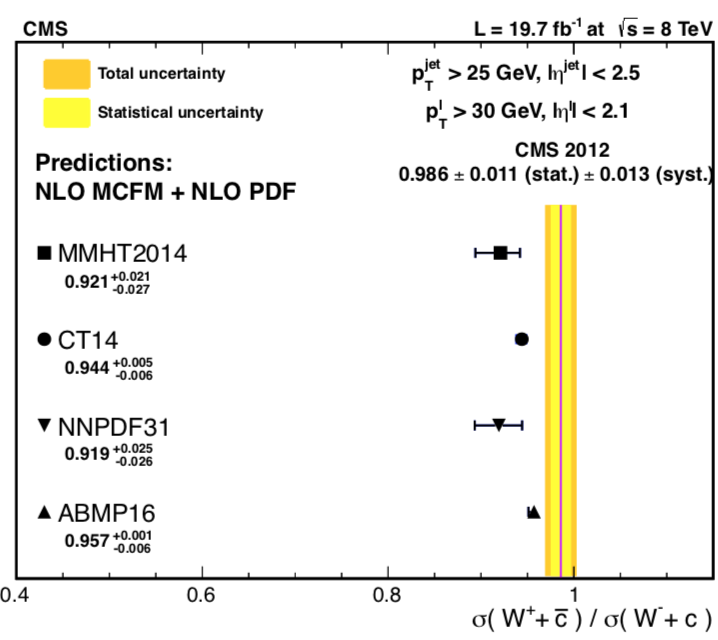 CMS
L = 19.7 fb⁻¹ at √s = 8 TeV
Total uncertainty
p_T^jet > 25 GeV, |η^jet| < 2.5
Statistical uncertainty
p_T^l > 30 GeV, |η^l| < 2.1
CMS 2012
0.986 ± 0.011 (stat.) ± 0.013 (syst.)
Predictions:
NLO MCFM + NLO PDF
MMHT2014
0.921 +0.021 -0.027
CT14
0.944 +0.005 -0.006
NNPDF31
0.919 +0.025 -0.026
ABMP16
0.957 +0.001 -0.006
0.4 0.6 0.8 1
σ( W⁺+ c̄ ) / σ( W⁻+ c )